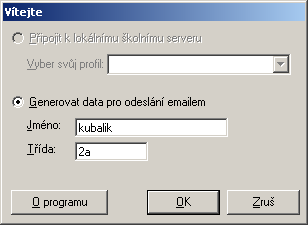 Vítejte
Připojit k lokálnímu školnímu serveru
Vyber svůj profil:
Generovat data pro odeslání emailem
Jméno: kubalik
Třída: 2a
O programu OK Zruš